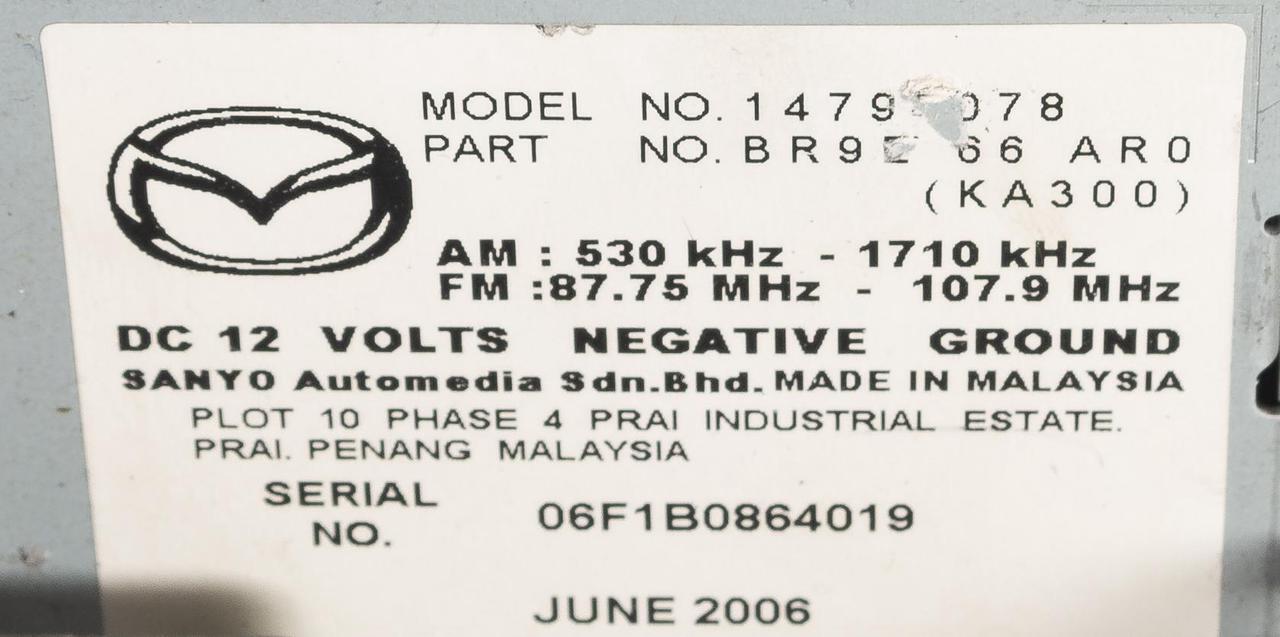 MODEL NO.
PART NO. AR0
(KA300)
AM : 530 kHz - 1710 kHz
FM :87.75 MHz - 107.9 MHz
DC 12 VOLTS NEGATIVE GROUND
SANYO Automedia Sdn.Bhd. MADE IN MALAYSIA
PLOT 10 PHASE 4 PRAI INDUSTRIAL ESTATE.
PRAI. PENANG MALAYSIA
SERIAL
NO.
06F1B0864019
JUNE 2006